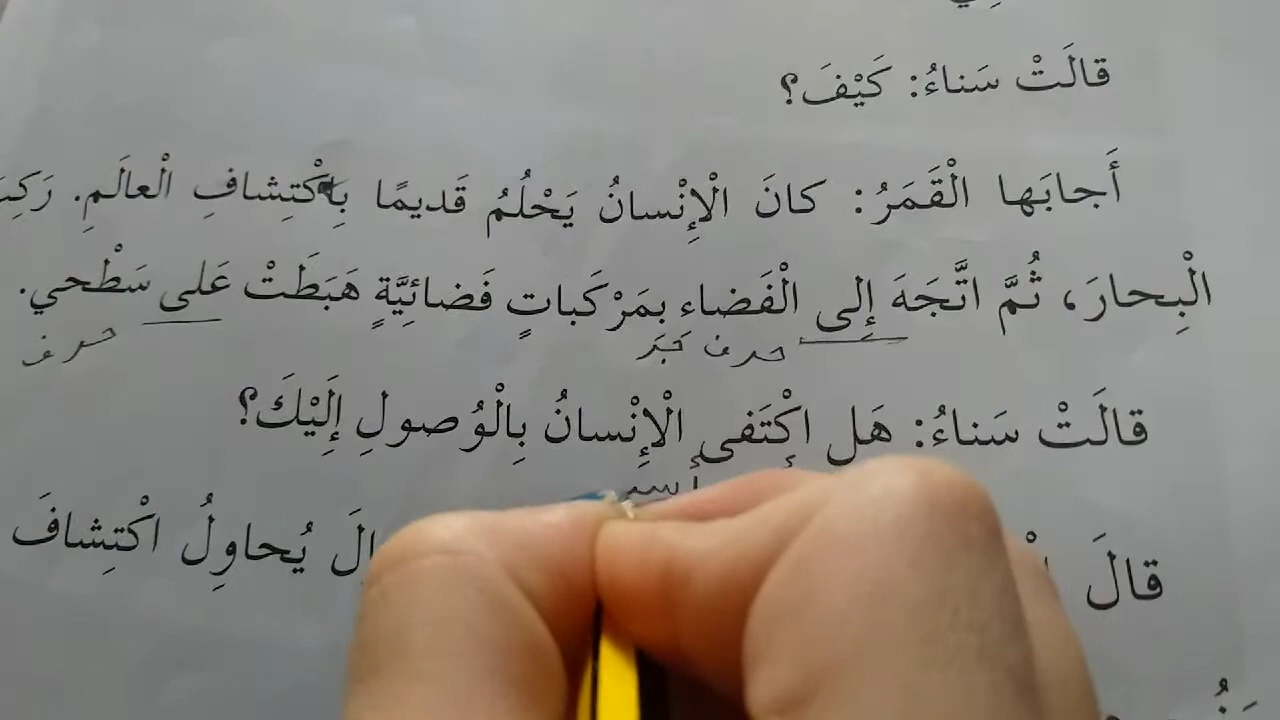 قالَتْ سَناءُ: كَيْفَ؟
أَجابَها الْقَمَرُ: كانَ الْإِنْسانُ يَحْلُمُ قَديمًا بِاكْتِشافِ الْعالَمِ.
الْبِحارَ، ثُمَّ اتَّجَهَ إِلى الْفَضاءِ بِمَرْكَباتٍ فَضائِيَّةٍ هَبَطَتْ عَلى سَطْحي.
حرف جر حرف
قالَتْ سَناءُ: هَلِ اكْتَفى الْإِنْسانُ بِالْوُصولِ إِلَيْكَ؟
قالَ يُحاوِلُ اكْتِشافَ